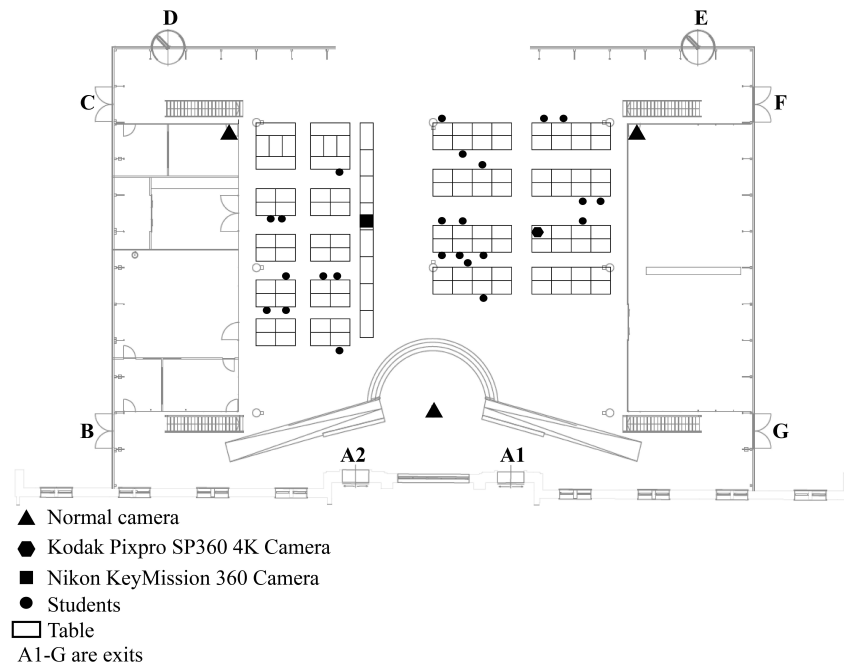 D
E
C
F
B
G
A2
A1
Normal camera
Kodak Pixpro SP360 4K Camera
Nikon KeyMission 360 Camera
Students
Table
A1-G are exits